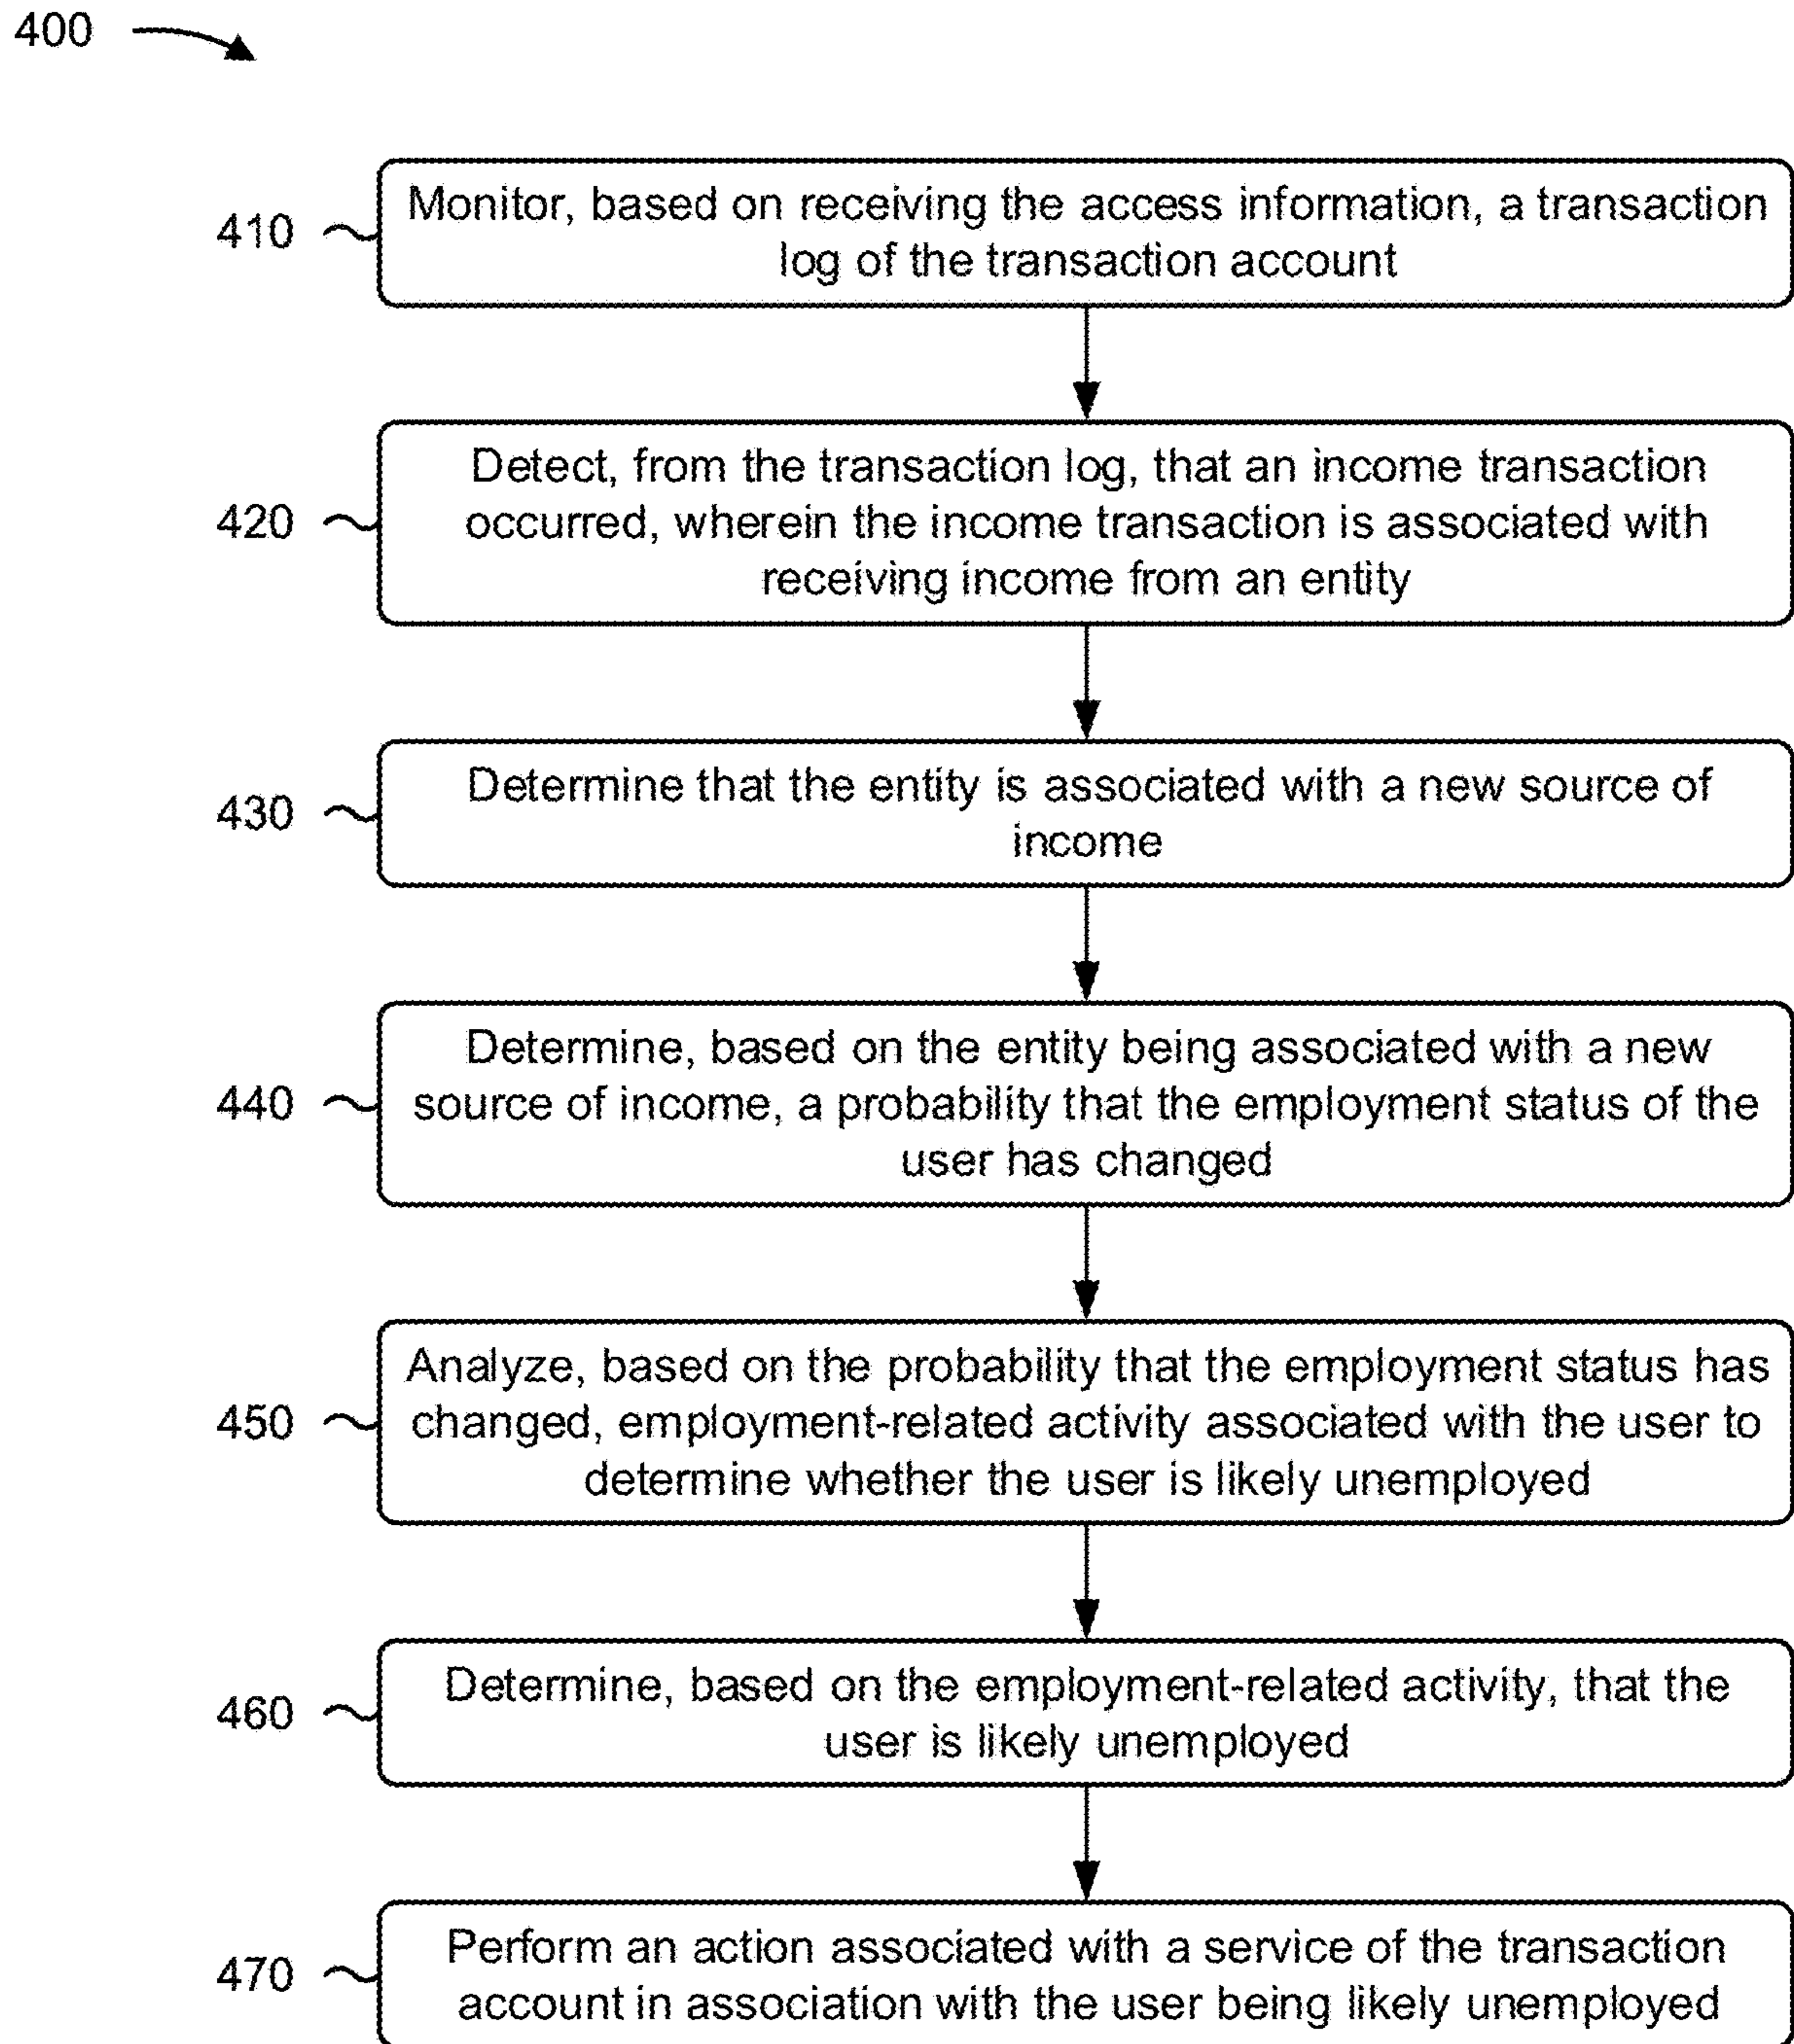 400
410
Monitor, based on receiving the access information, a transaction
log of the transaction account
420
Detect, from the transaction log, that an income transaction
occurred, wherein the income transaction is associated with
receiving income from an entity
430
Determine that the entity is associated with a new source of
income
440
Determine, based on the entity being associated with a new
source of income, a probability that the employment status of the
user has changed
450
Analyze, based on the probability that the employment status has
changed, employment-related activity associated with the user to
determine whether the user is likely unemployed
460
Determine, based on the employment-related activity, that the
user is likely unemployed
470
Perform an action associated with a service of the transaction
account in association with the user being likely unemployed